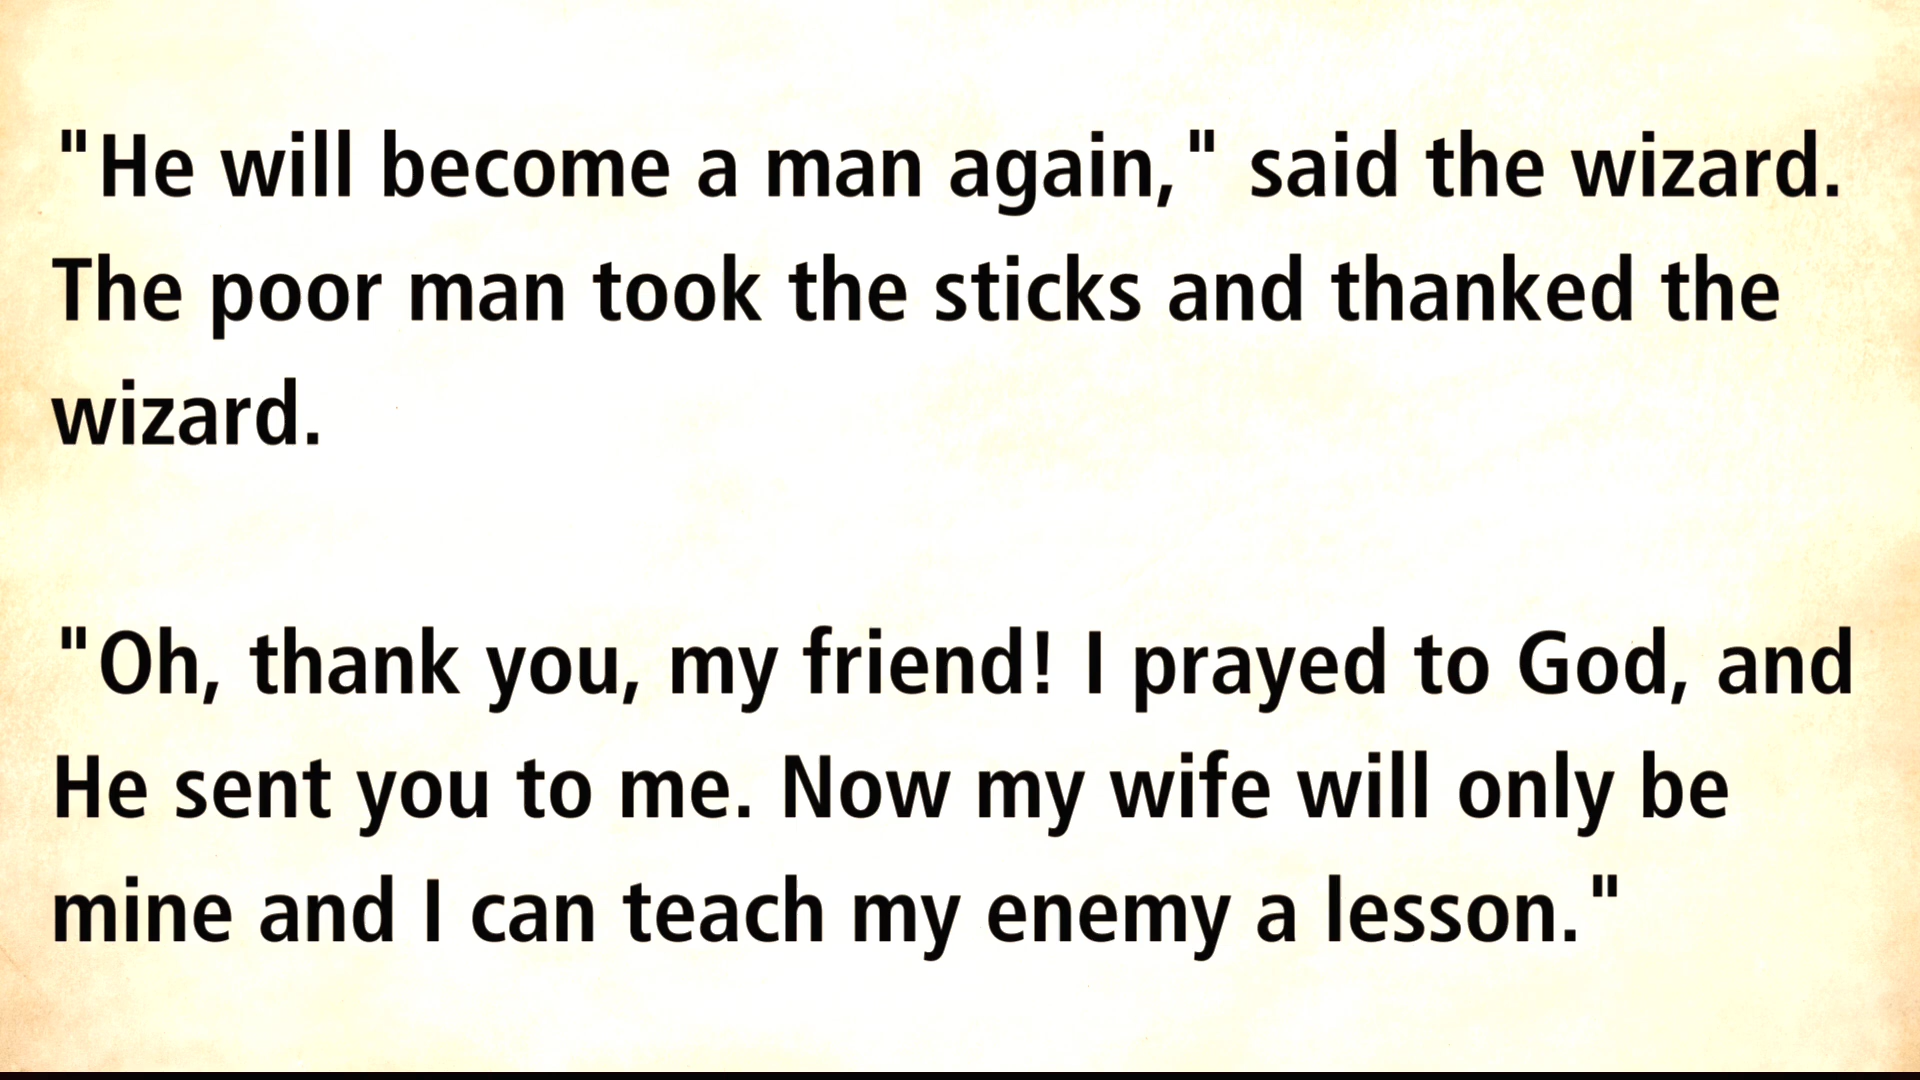 "He will become a man again," said the wizard.
The poor man took the sticks and thanked the
wizard.
"Oh, thank you, my friend! I prayed to God, and
He sent you to me. Now my wife will only be
mine and I can teach my enemy a lesson."